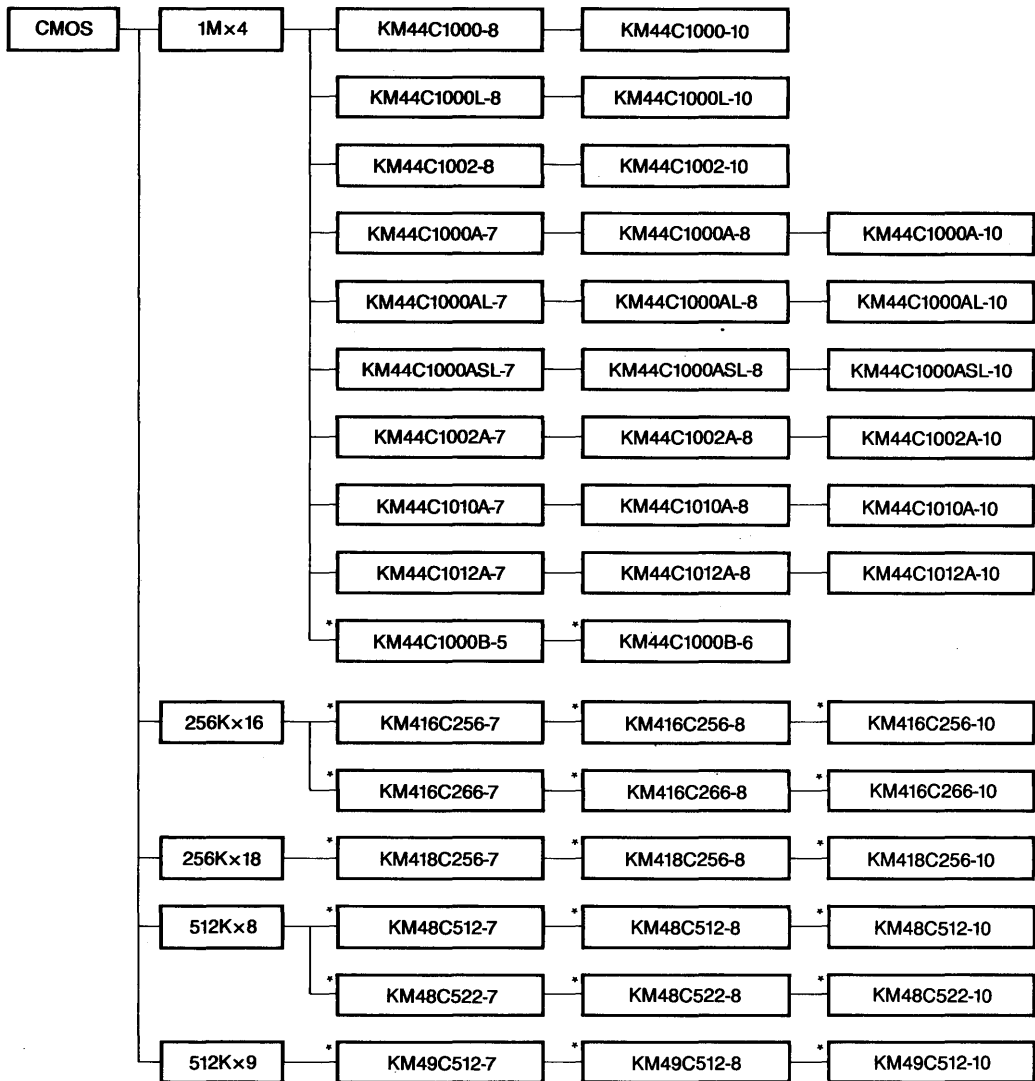 CMOS 1M×4 KM44C1000-8 KM44C1000-10
KM44C1000L-8 KM44C1000L-10
KM44C1002-8 KM44C1002-10
KM44C1000A-7 KM44C1000A-8 KM44C1000A-10
KM44C1000AL-7 KM44C1000AL-8 KM44C1000AL-10
KM44C1000ASL-7 KM44C1000ASL-8 KM44C1000ASL-10
KM44C1002A-7 KM44C1002A-8 KM44C1002A-10
KM44C1010A-7 KM44C1010A-8 KM44C1010A-10
KM44C1012A-7 KM44C1012A-8 KM44C1012A-10
* KM44C1000B-5 * KM44C1000B-6
256K×16 * KM416C256-7 * KM416C256-8 * KM416C256-10
* KM416C266-7 * KM416C266-8 * KM416C266-10
256K×18 * KM418C256-7 * KM418C256-8 * KM418C256-10
512K×8 * KM48C512-7 * KM48C512-8 * KM48C512-10
* KM48C522-7 * KM48C522-8 * KM48C522-10
512K×9 * KM49C512-7 * KM49C512-8 * KM49C512-10